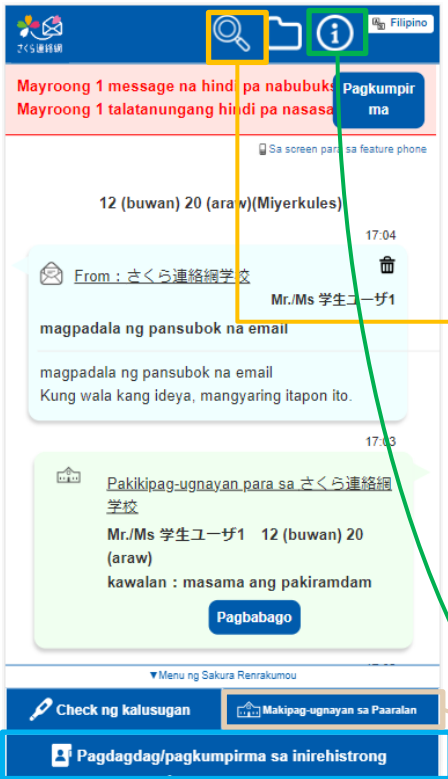 さくら連絡網
Filipino
Mayroong 1 message na hindi pa nabubuks
Mayroong 1 talatanungang hindi pa nasasa
Pagkumpir
ma
Sa screen para sa feature phone
12 (buwan) 20 (araw)(Miyerkules)
17:04
From：さくら連絡網学校
Mr./Ms 学生ユーザ1
magpadala ng pansubok na email
magpadala ng pansubok na email
Kung wala kang ideya, mangyaring itapon ito.
17:03
Pakikipag-ugnayan para sa さくら連絡網
学校
Mr./Ms 学生ユーザ1　12 (buwan) 20
(araw)
kawalan：masama ang pakiramdam
Pagbabago
▼Menu ng Sakura Renrakumou
Check ng kalusugan
Makipag-ugnayan sa Paaralan
Pagdagdag/pagkumpirma sa inirehistrong